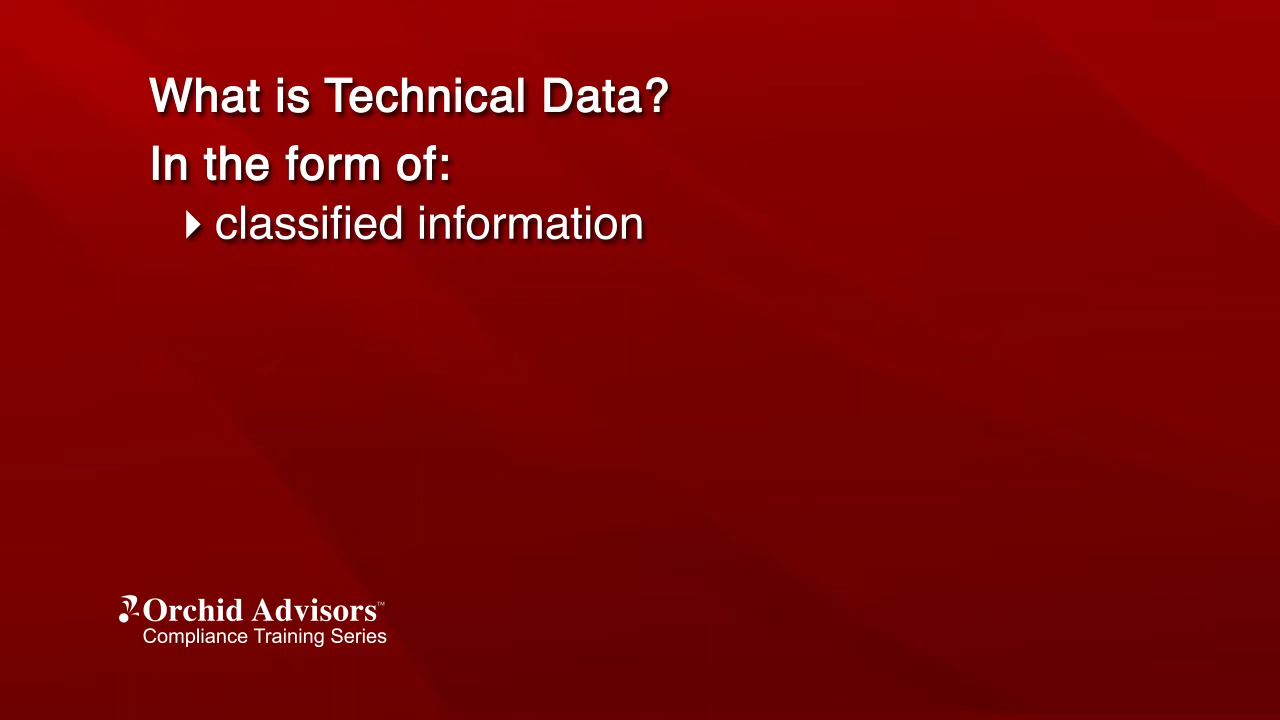 What is Technical Data?
In the form of:
classified information
Orchid Advisors™
Compliance Training Series